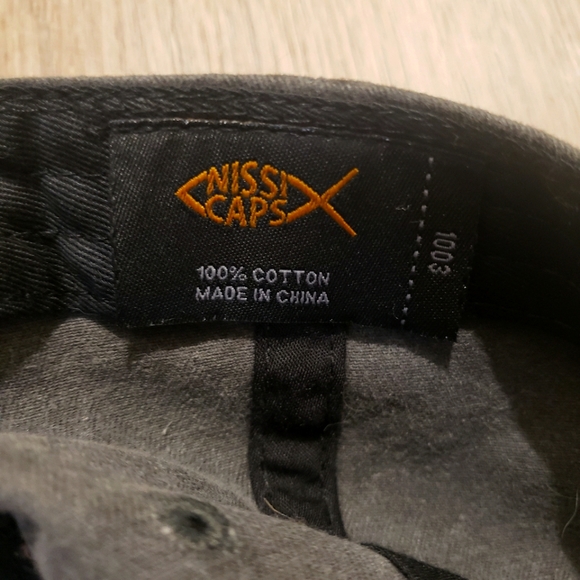 NISSI
CAPS
100% COTTON
MADE IN CHINA
1003